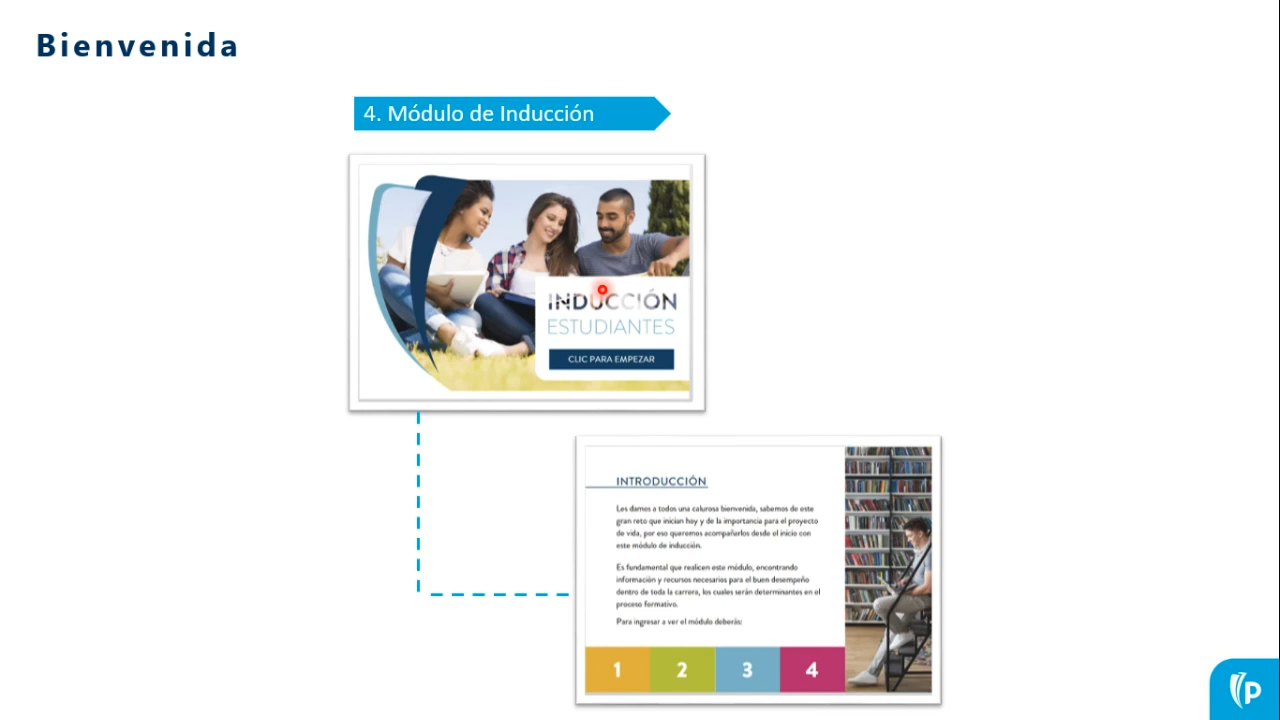 Bienvenida
4. Módulo de Inducción
INDUCCIÓN
ESTUDIANTES
CLIC PARA EMPEZAR
INTRODUCCIÓN
Les damos a todos una calurosa bienvenida, sabemos de este
gran reto que inician hoy y de la importancia para el proyecto
de vida, por eso queremos acompañarlos desde el inicio con
este módulo de inducción.
Es fundamental que realicen este módulo, encontrando
información y recursos necesarios para el buen desempeño
dentro de toda la carrera, los cuales serán determinantes en el
proceso formativo.
Para ingresar a ver el módulo deberás:
1 2 3 4
P